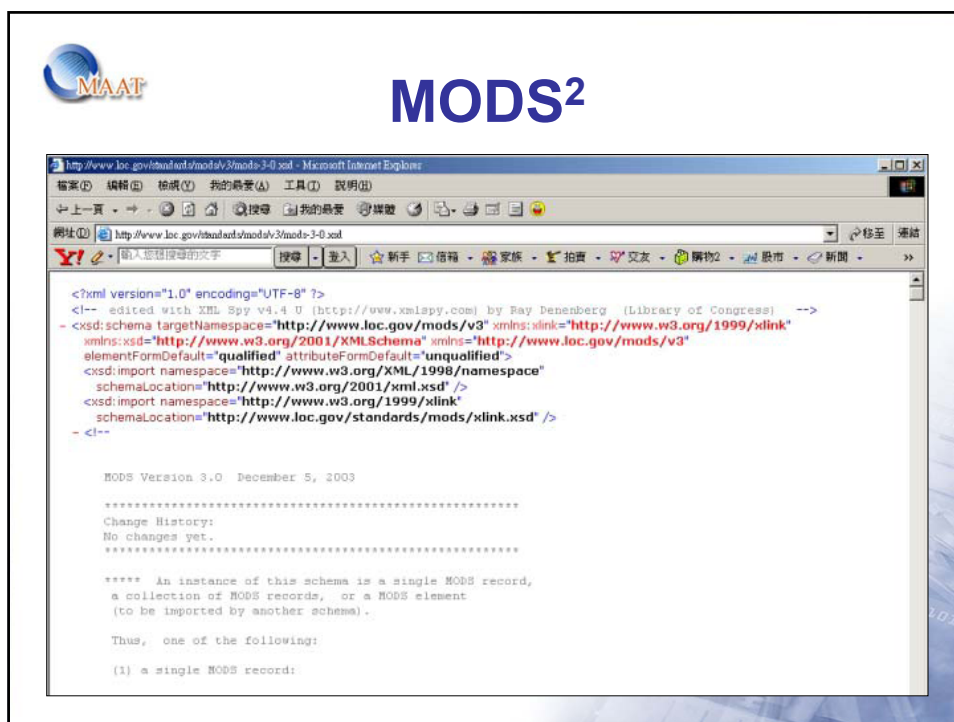 MAAT
MODS²
http://www.loc.gov/standards/mods/v3/mods-3-0.xsd - Microsoft Internet Explorer
檔案(F) 編輯(E) 檢視(V) 我的最愛(A) 工具(T) 說明(H)
上一頁 搜尋 我的最愛 媒體
網址(D) http://www.loc.gov/standards/mods/v3/mods-3-0.xsd 移至 連結
Y! 輸入您想搜尋的文字 搜尋 登入 新手 信箱 家族 拍賣 交友 購物2 股市 新聞 »
<?xml version="1.0" encoding="UTF-8" ?>
<!-- edited with XML Spy v4.4 U (http://www.xmlspy.com) by Ray Denenberg (Library of Congress) -->
- <xsd:schema targetNamespace="http://www.loc.gov/mods/v3" xmlns:xlink="http://www.w3.org/1999/xlink"
xmlns:xsd="http://www.w3.org/2001/XMLSchema" xmlns="http://www.loc.gov/mods/v3"
elementFormDefault="qualified" attributeFormDefault="unqualified">
<xsd:import namespace="http://www.w3.org/XML/1998/namespace"
schemaLocation="http://www.w3.org/2001/xml.xsd" />
<xsd:import namespace="http://www.w3.org/1999/xlink"
schemaLocation="http://www.loc.gov/standards/mods/xlink.xsd" />
- <!--
MODS Version 3.0 December 5, 2003
********************************************************
Change History:
No changes yet.
********************************************************
***** An instance of this schema is a single MODS record,
a collection of MODS records, or a MODS element
(to be imported by another schema).
Thus, one of the following:
(1) a single MODS record: